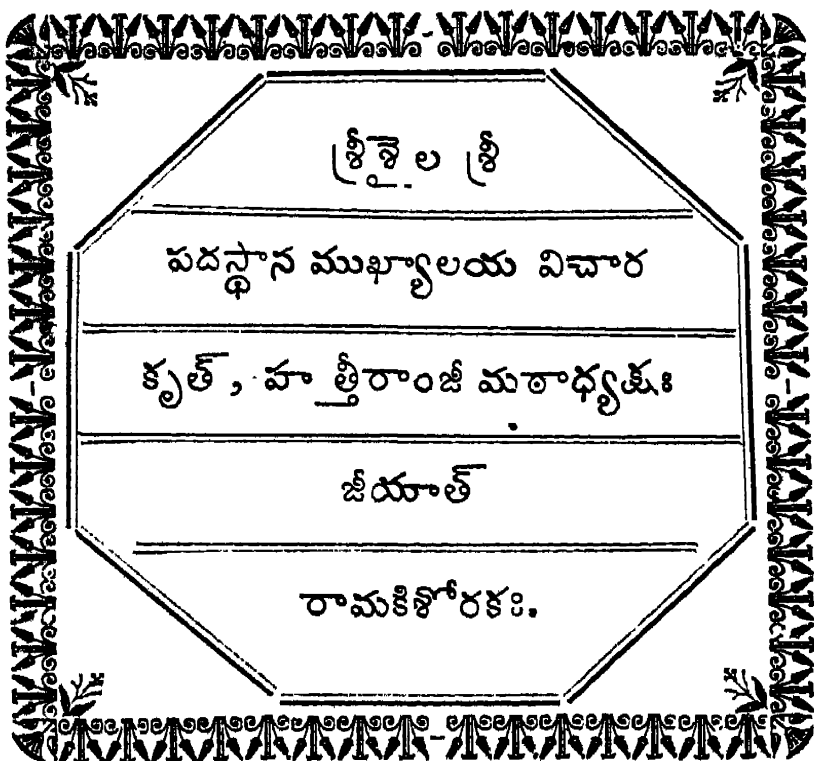 శ్రీశైల శ్రీ
పదస్థాన ముఖ్యాలయ విచార
కృత్, హత్తీరాంజీ మఠాధ్యక్షః
జీయాత్
రామకిశోరకః.